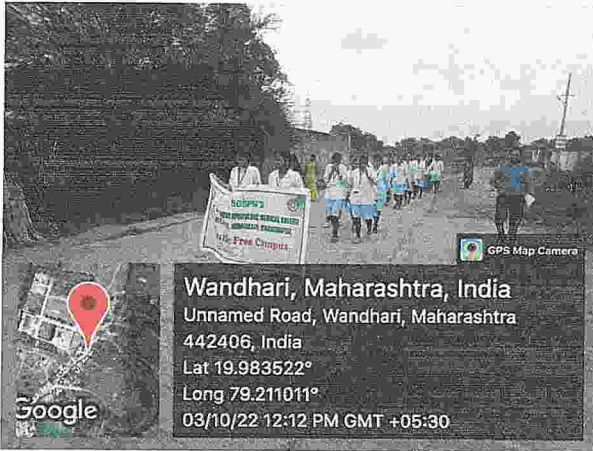 SGSPM'S
Free Campus
GPS Map Camera
Wandhari, Maharashtra, India
Unnamed Road, Wandhari, Maharashtra
442406, India
Lat 19.983522°
Long 79.211011°
03/10/22 12:12 PM GMT +05:30
Google